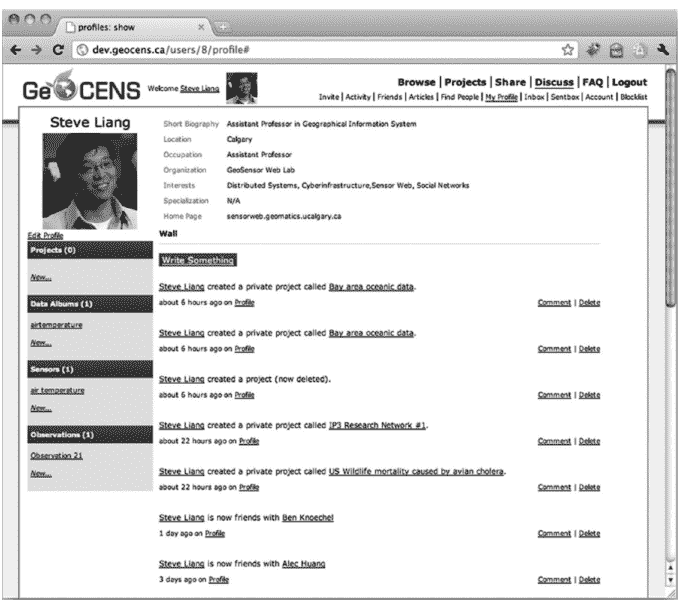 profiles: show
dev.geocens.ca/users/8/profile#
GeOCENS Welcome Steve Liang
Browse | Projects | Share | Discuss | FAQ | Logout
Invite | Activity | Friends | Articles | Find People | My Profile | Inbox | Sentbox | Account | Blocklist
Steve Liang
Edit Profile
Projects (0)
New...
Data Albums (1)
airtemperature
New...
Sensors (1)
air temperature
New...
Observations (1)
Observation 21
New...
Short Biography Assistant Professor in Geographical Information System
Location Calgary
Occupation Assistant Professor
Organization GeoSensor Web Lab
Interests Distributed Systems, Cyberinfrastructure,Sensor Web, Social Networks
Specialization N/A
Home Page sensorweb.geomatics.ucalgary.ca
Wall
Write Something
Steve Liang created a private project called Bay area oceanic data.
about 6 hours ago on Profile Comment | Delete
Steve Liang created a private project called Bay area oceanic data.
about 6 hours ago on Profile Comment | Delete
Steve Liang created a project (now deleted).
about 6 hours ago on Profile Comment | Delete
Steve Liang created a private project called IP3 Research Network #1.
about 22 hours ago on Profile Comment | Delete
Steve Liang created a private project called US Wildlife mortality caused by avian cholera.
about 22 hours ago on Profile Comment | Delete
Steve Liang is now friends with Ben Knoechel
1 day ago on Profile Comment | Delete
Steve Liang is now friends with Alec Huang
3 days ago on Profile Comment | Delete